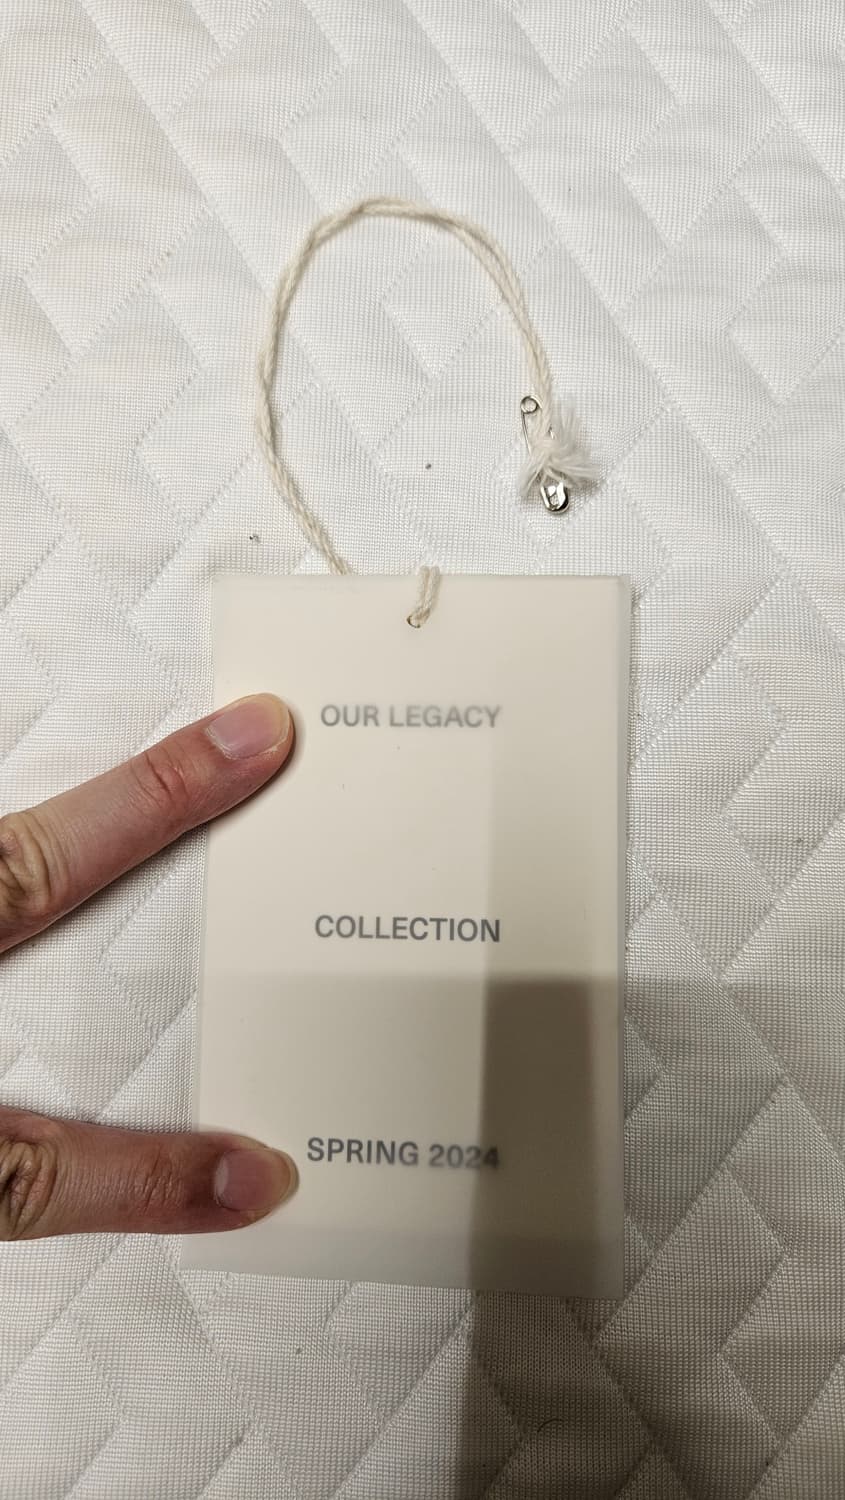 OUR LEGACY
COLLECTION
SPRING 2024